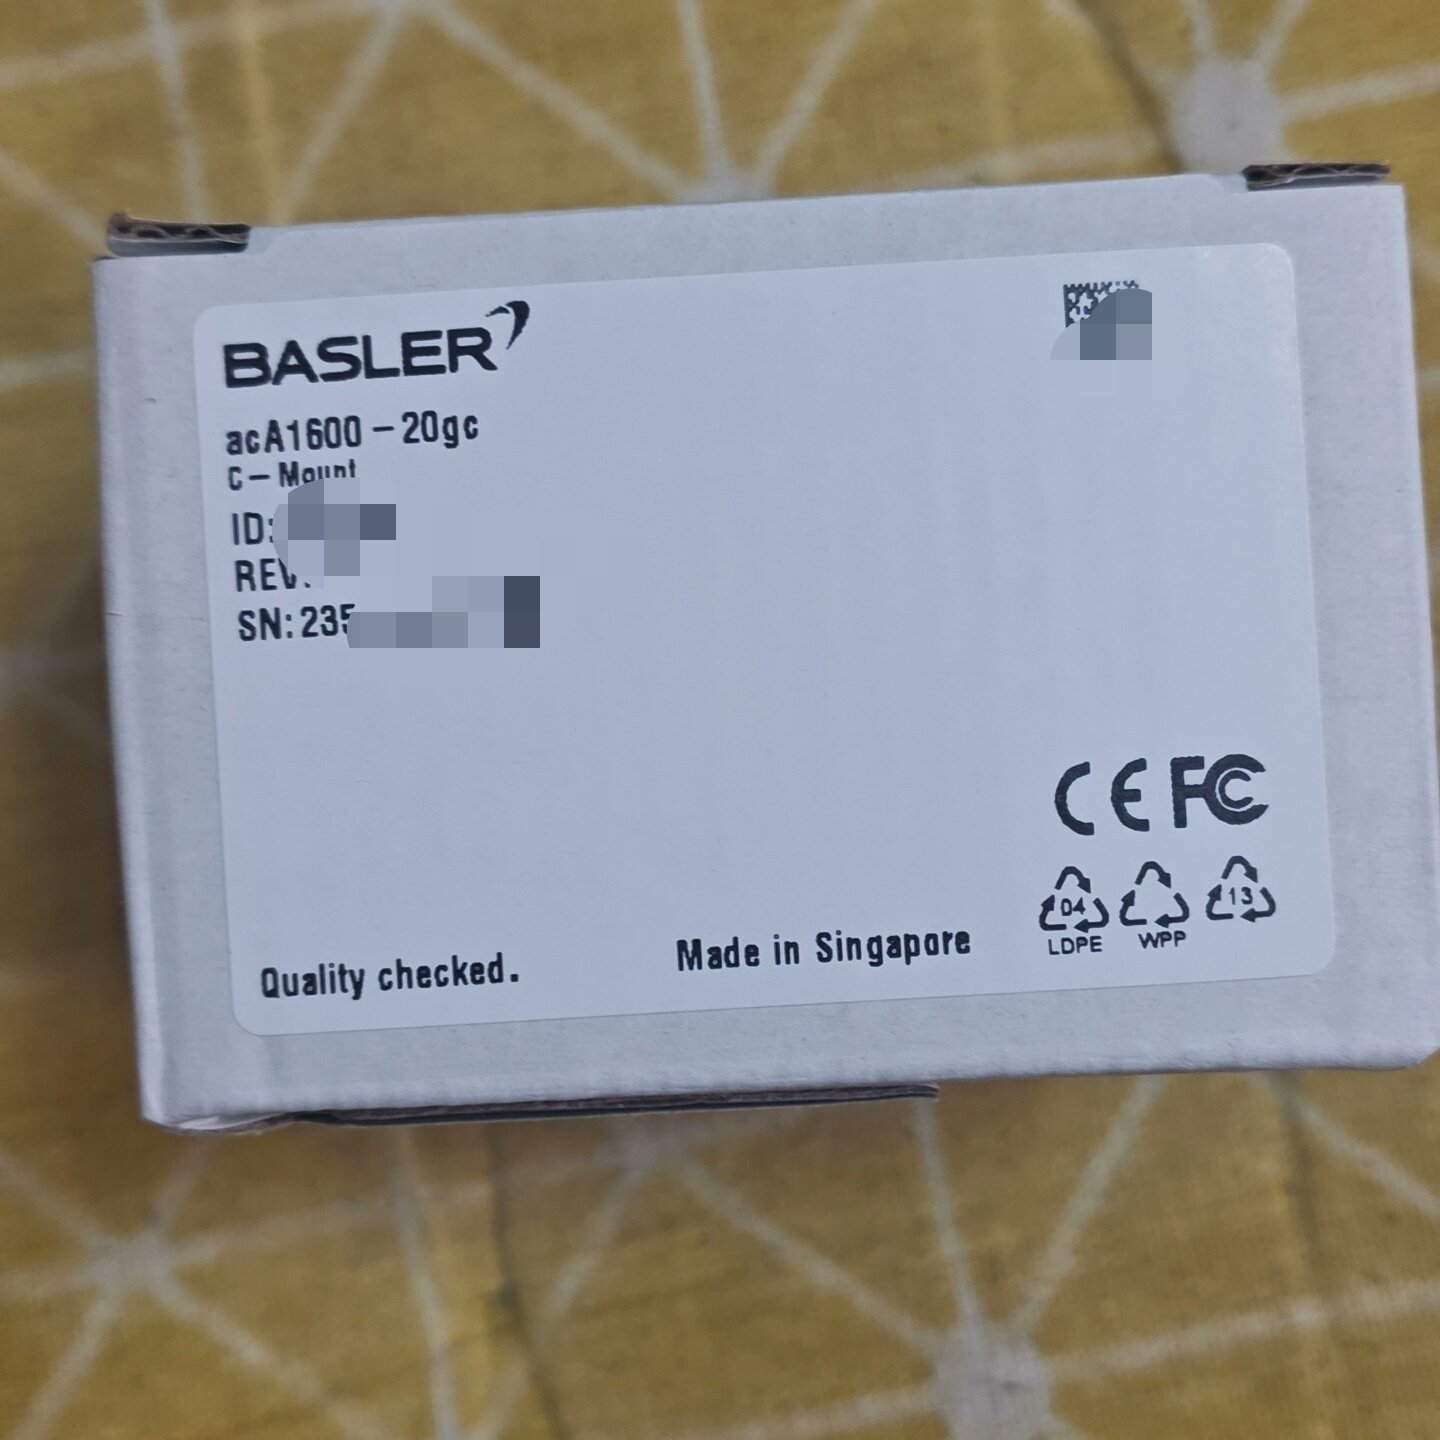 BASLER
acA1600-20gc
C-Mount
ID:
REV.
SN: 235
Quality checked.
Made in Singapore
CE FC
04
LDPE
WPP
13